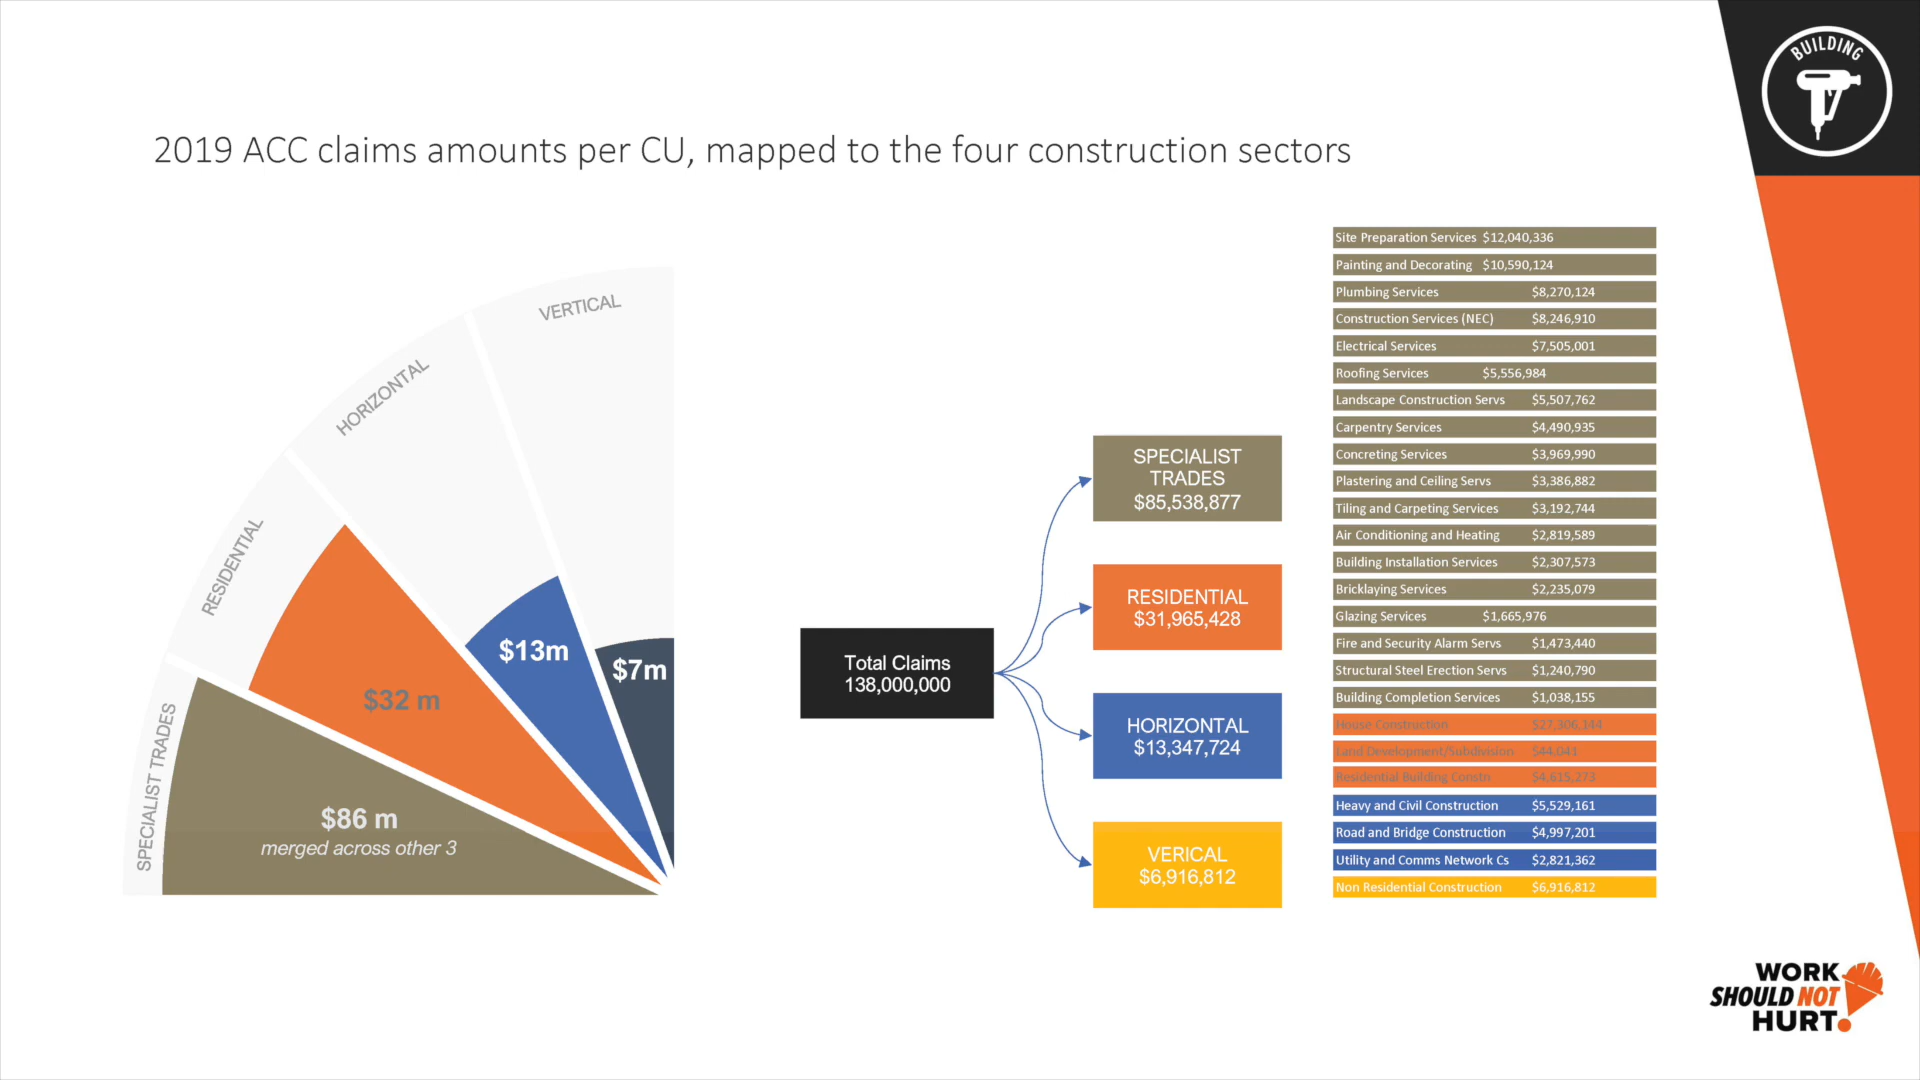 BUILDING
2019 ACC claims amounts per CU, mapped to the four construction sectors
VERTICAL
HORIZONTAL
RESIDENTIAL
SPECIALIST TRADES
$7m
$13m
$32 m
$86 m
merged across other 3
Total Claims
138,000,000
SPECIALIST
TRADES
$85,538,877
RESIDENTIAL
$31,965,428
HORIZONTAL
$13,347,724
VERICAL
$6,916,812
Site Preparation Services $12,040,336
Painting and Decorating $10,590,124
Plumbing Services $8,270,124
Construction Services (NEC) $8,246,910
Electrical Services $7,505,001
Roofing Services $5,556,984
Landscape Construction Servs $5,507,762
Carpentry Services $4,490,935
Concreting Services $3,969,990
Plastering and Ceiling Servs $3,386,882
Tiling and Carpeting Services $3,192,744
Air Conditioning and Heating $2,819,589
Building Installation Services $2,307,573
Bricklaying Services $2,235,079
Glazing Services $1,665,976
Fire and Security Alarm Servs $1,473,440
Structural Steel Erection Servs $1,240,790
Building Completion Services $1,038,155
House Construction $27,306,144
Land Development/Subdivision $44,041
Residential Building Constn $4,615,273
Heavy and Civil Construction $5,529,161
Road and Bridge Construction $4,997,201
Utility and Comms Network Cs $2,821,362
Non Residential Construction $6,916,812
WORK
SHOULD NOT
HURT